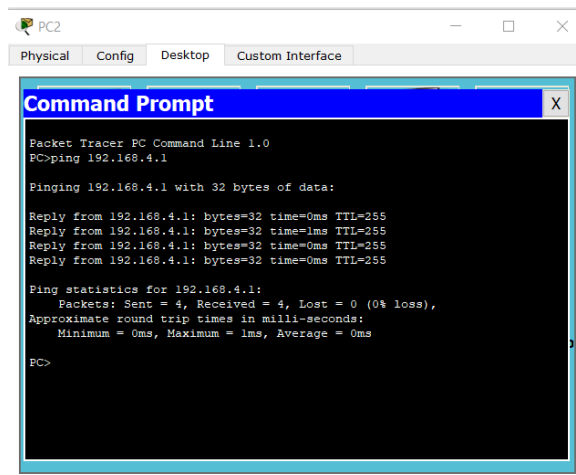 PC2
Physical Config Desktop Custom Interface
Command Prompt X
Packet Tracer PC Command Line 1.0
PC>ping 192.168.4.1
Pinging 192.168.4.1 with 32 bytes of data:
Reply from 192.168.4.1: bytes=32 time=0ms TTL=255
Reply from 192.168.4.1: bytes=32 time=1ms TTL=255
Reply from 192.168.4.1: bytes=32 time=0ms TTL=255
Reply from 192.168.4.1: bytes=32 time=0ms TTL=255
Ping statistics for 192.168.4.1:
Packets: Sent = 4, Received = 4, Lost = 0 (0% loss),
Approximate round trip times in milli-seconds:
Minimum = 0ms, Maximum = 1ms, Average = 0ms
PC>